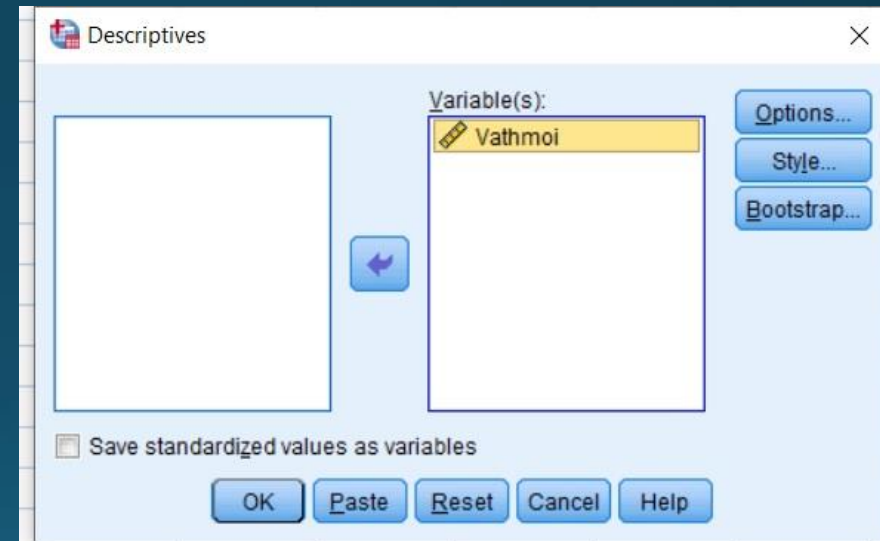 Descriptives
Variable(s):
Vathmoi
Options...
Style...
Bootstrap...
Save standardized values as variables
OK Paste Reset Cancel Help